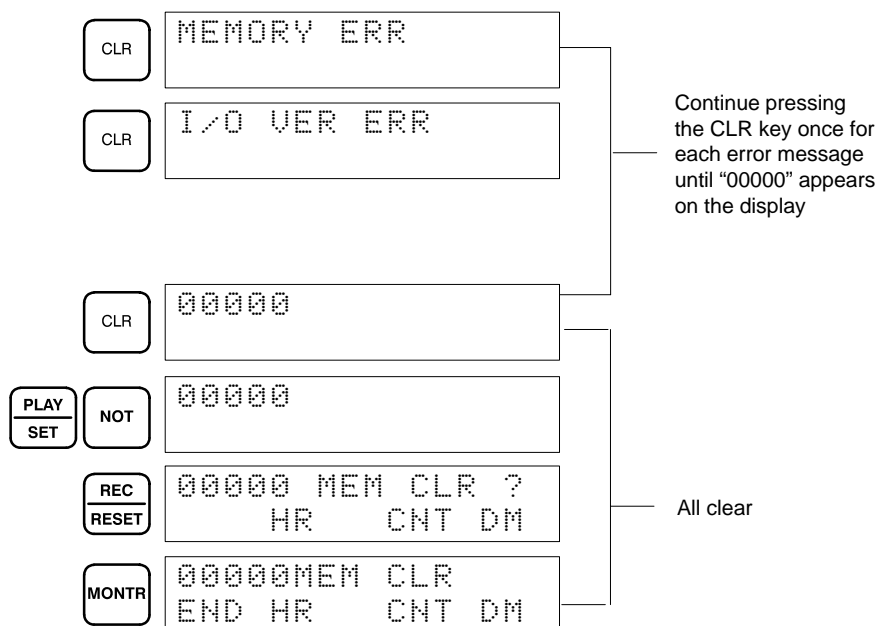 CLR
MEMORY ERR
CLR
I/O VER ERR
Continue pressing
the CLR key once for
each error message
until “00000” appears
on the display
CLR
00000
PLAY
SET
NOT
00000
REC
RESET
00000 MEM CLR ?
HR CNT DM
All clear
MONTR
00000MEM CLR
END HR CNT DM